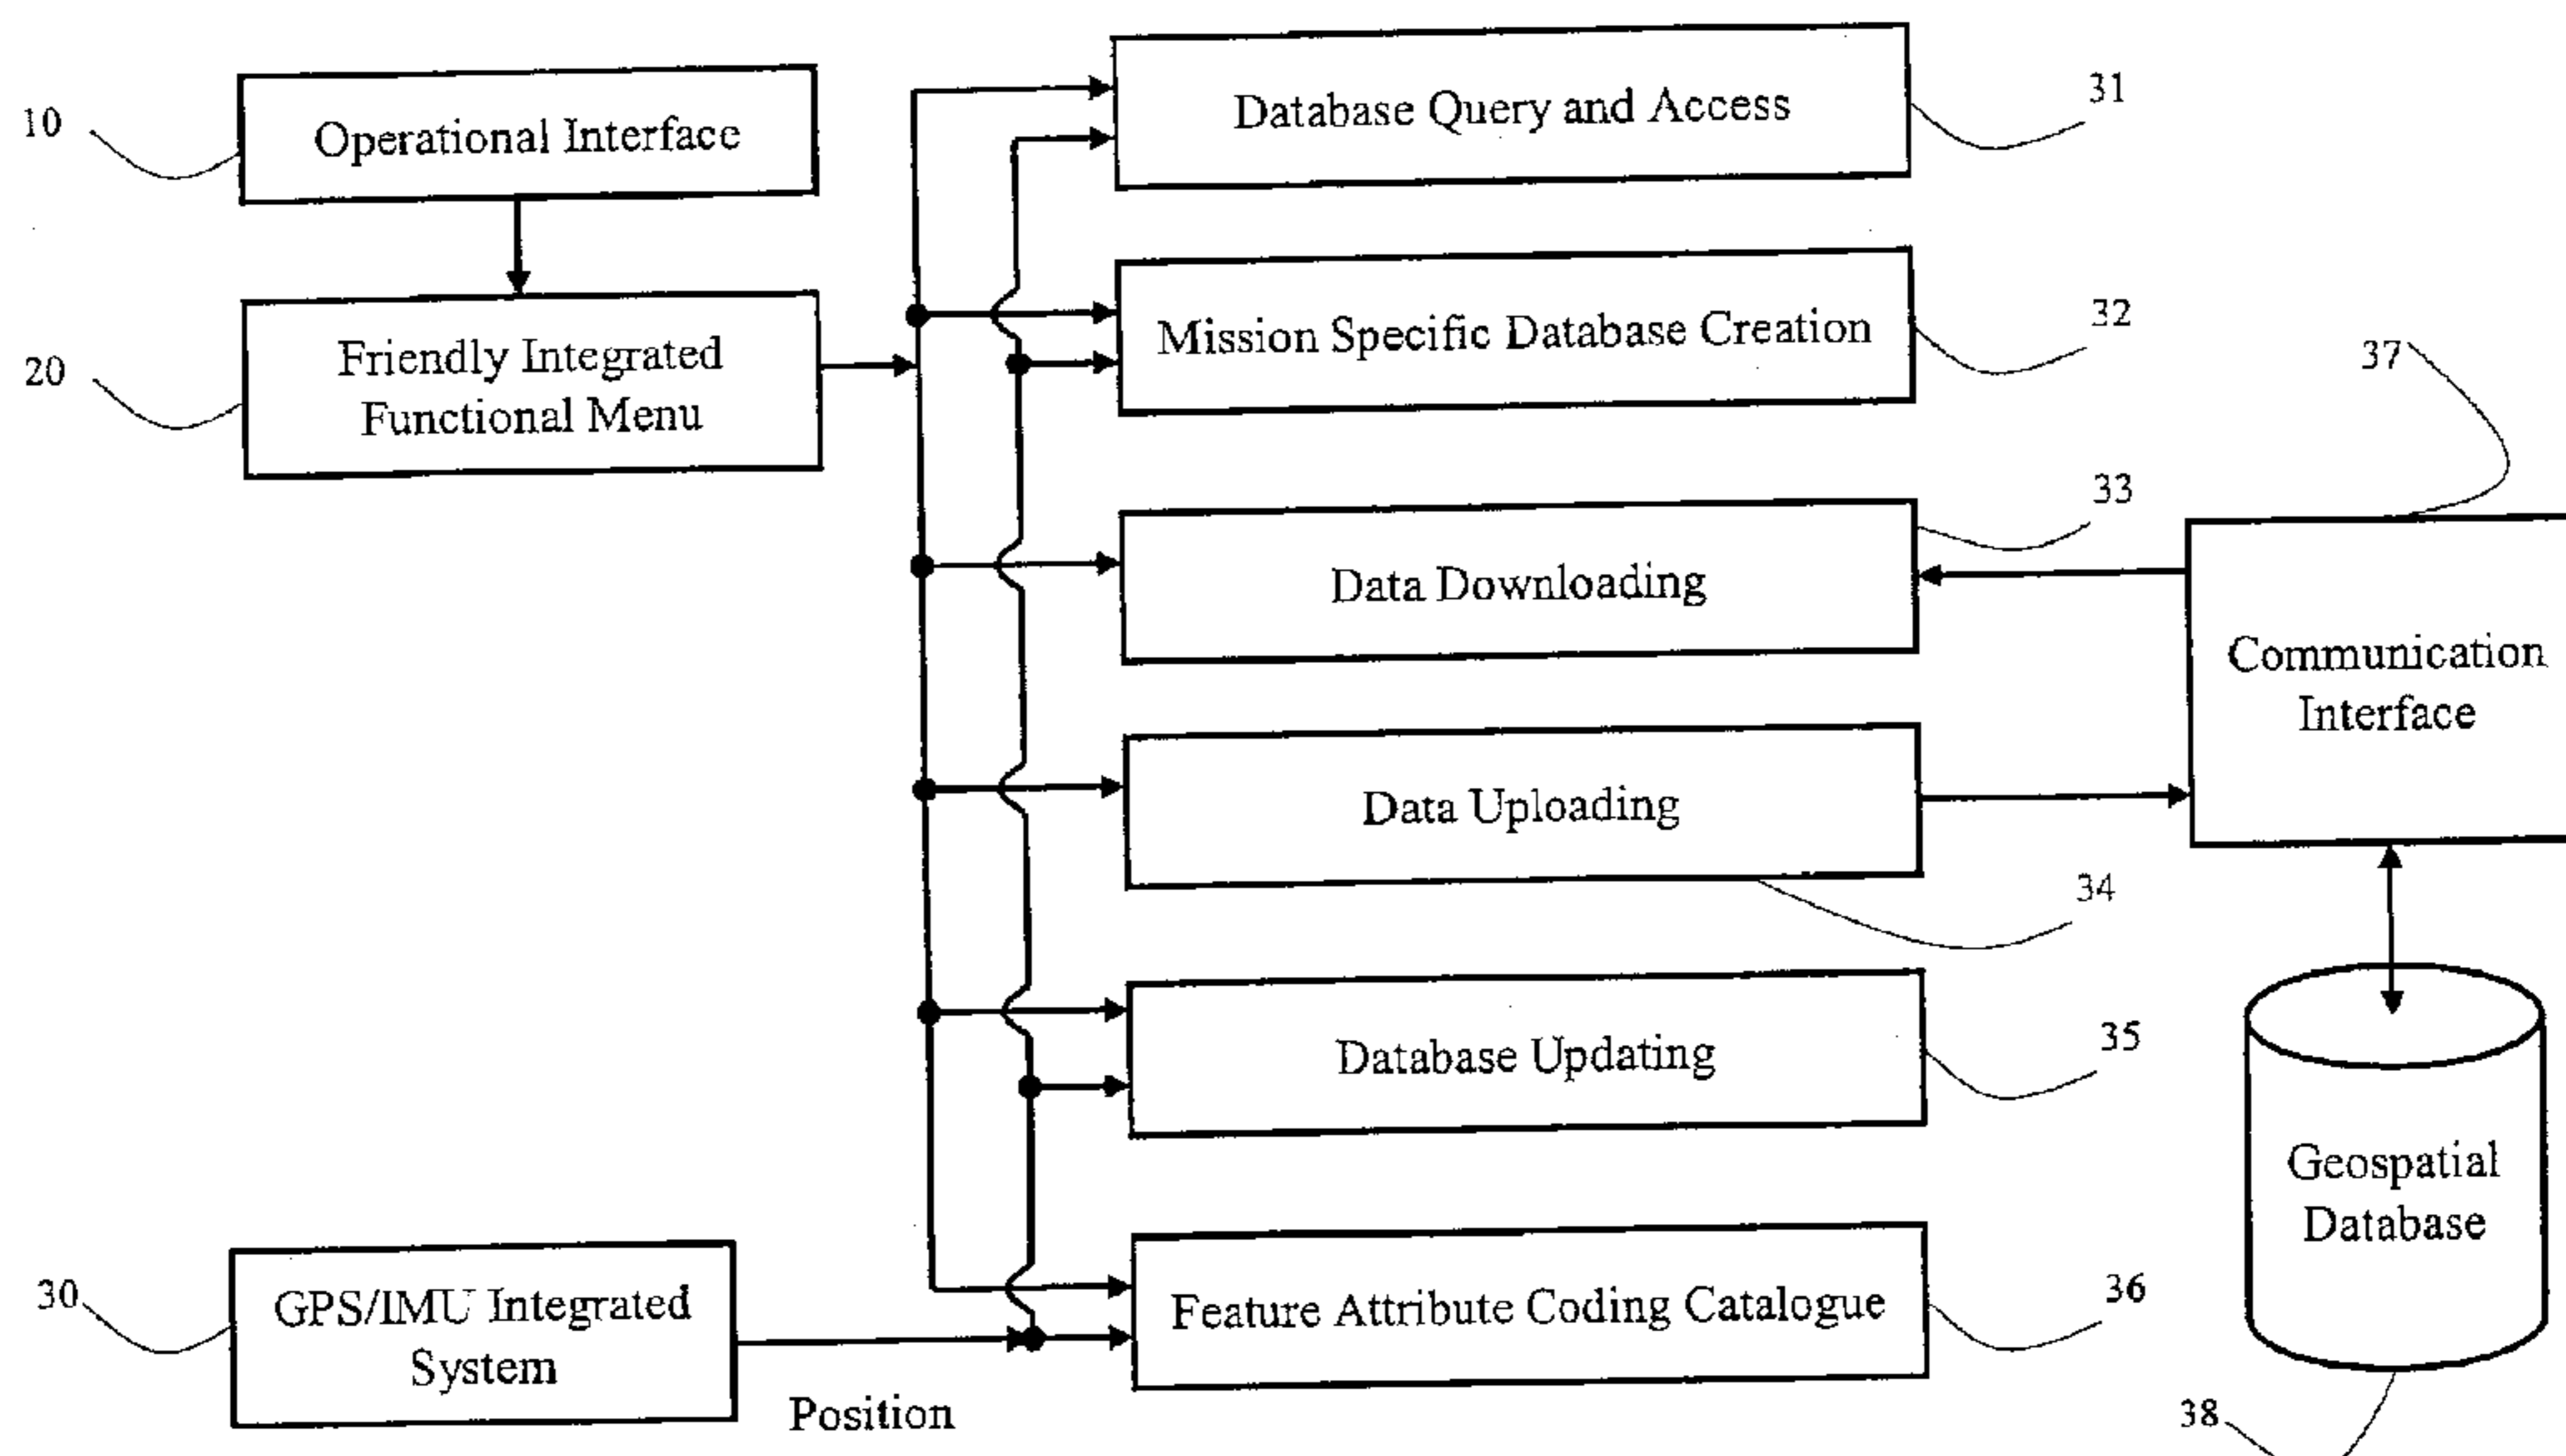 10
Operational Interface
Database Query and Access
31
20
Friendly Integrated
Functional Menu
Mission Specific Database Creation
32
37
33
Data Downloading
Communication
Interface
Data Uploading
34
Database Updating
35
Geospatial
Database
30
GPS/IMU Integrated
System
Position
Feature Attribute Coding Catalogue
36
38